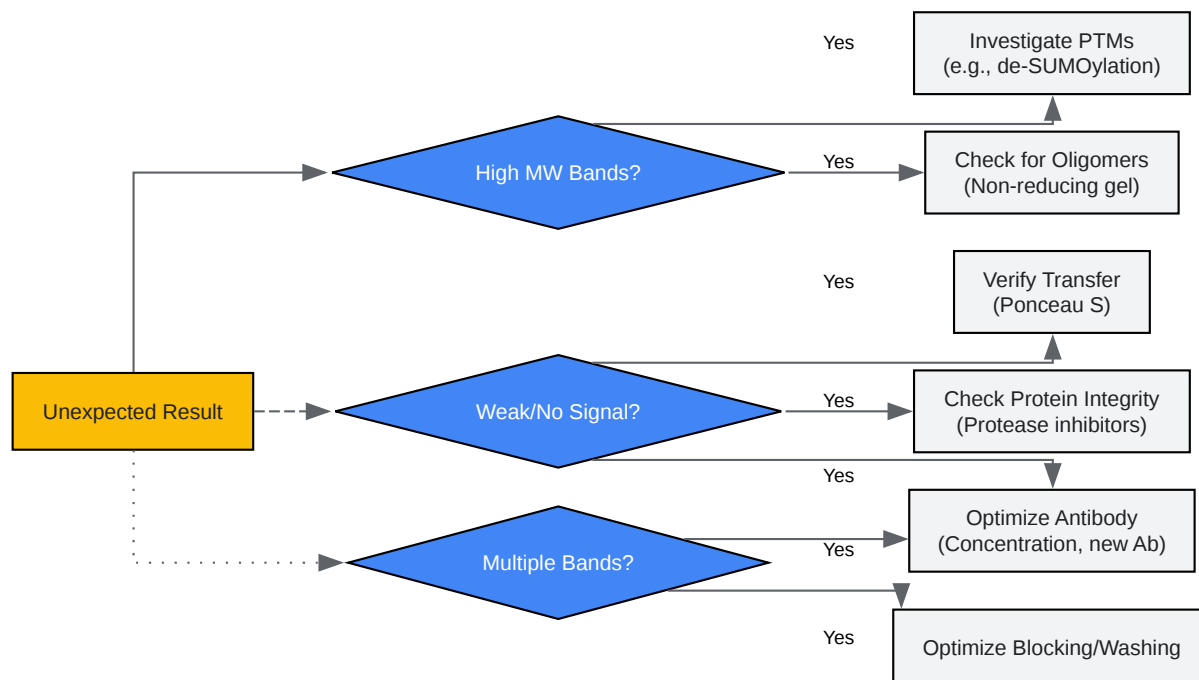 Yes
Investigate PTMs
(e.g., de-SUMOylation)
High MW Bands?
Yes
Check for Oligomers
(Non-reducing gel)
Yes
Verify Transfer
(Ponceau S)
Unexpected Result
Weak/No Signal?
Yes
Check Protein Integrity
(Protease inhibitors)
Yes
Optimize Antibody
(Concentration, new Ab)
Multiple Bands?
Yes
Yes
Optimize Blocking/Washing